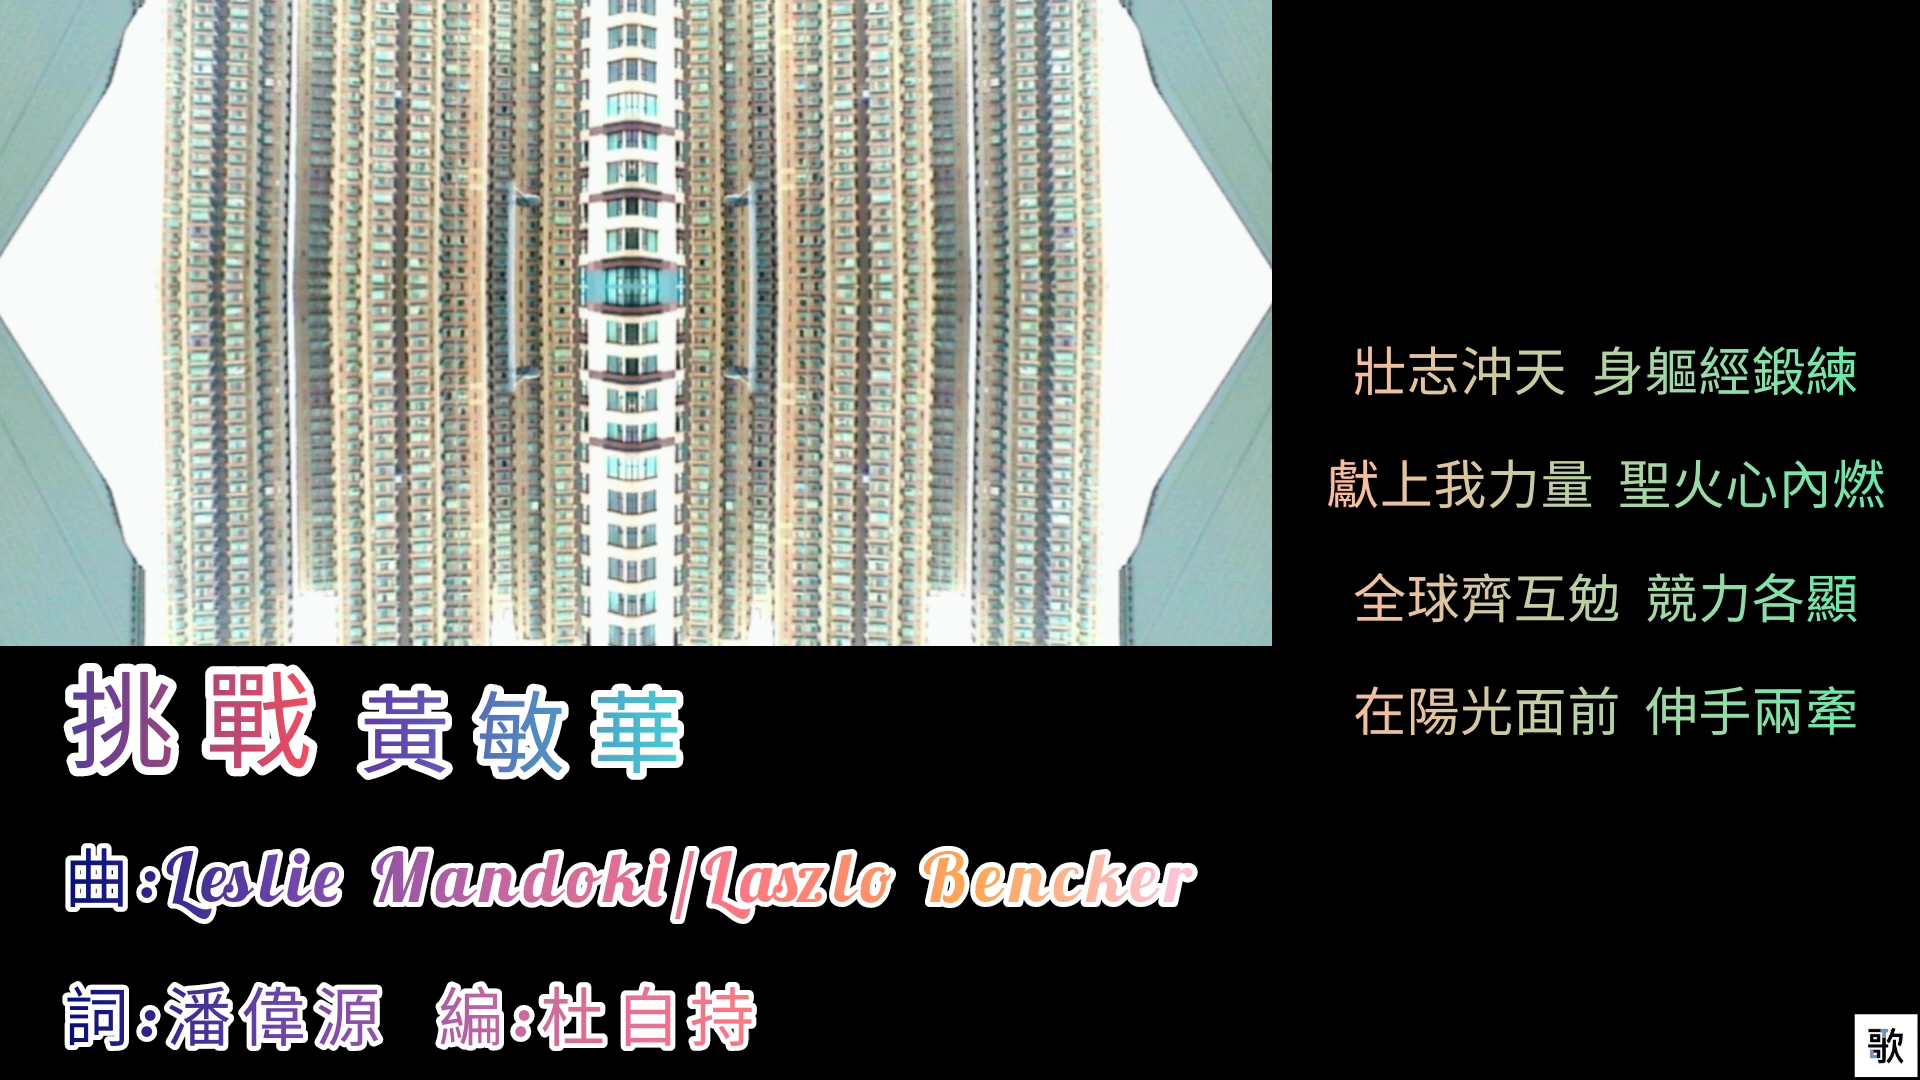 壯志沖天 身軀經鍛練
獻上我力量 聖火心內燃
全球齊互勉 競力各顯
在陽光面前 伸手兩牽
挑戰 黃敏華
曲:Leslie Mandoki/Laszlo Bencker
詞:潘偉源 編:杜自持
歌